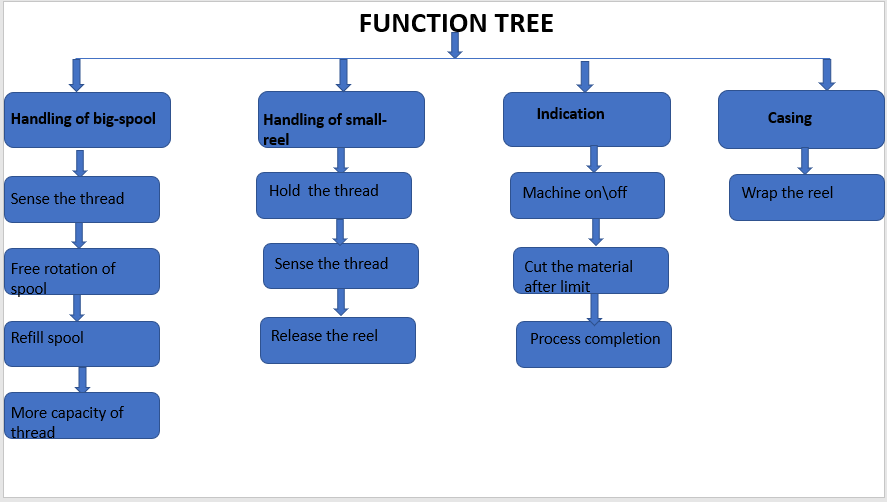 FUNCTION TREE
Handling of big-spool
Sense the thread
Free rotation of
spool
Refill spool
More capacity of
thread
Handling of small-
reel
Hold the thread
Sense the thread
Release the reel
Indication
Machine on\off
Cut the material
after limit
Process completion
Casing
Wrap the reel